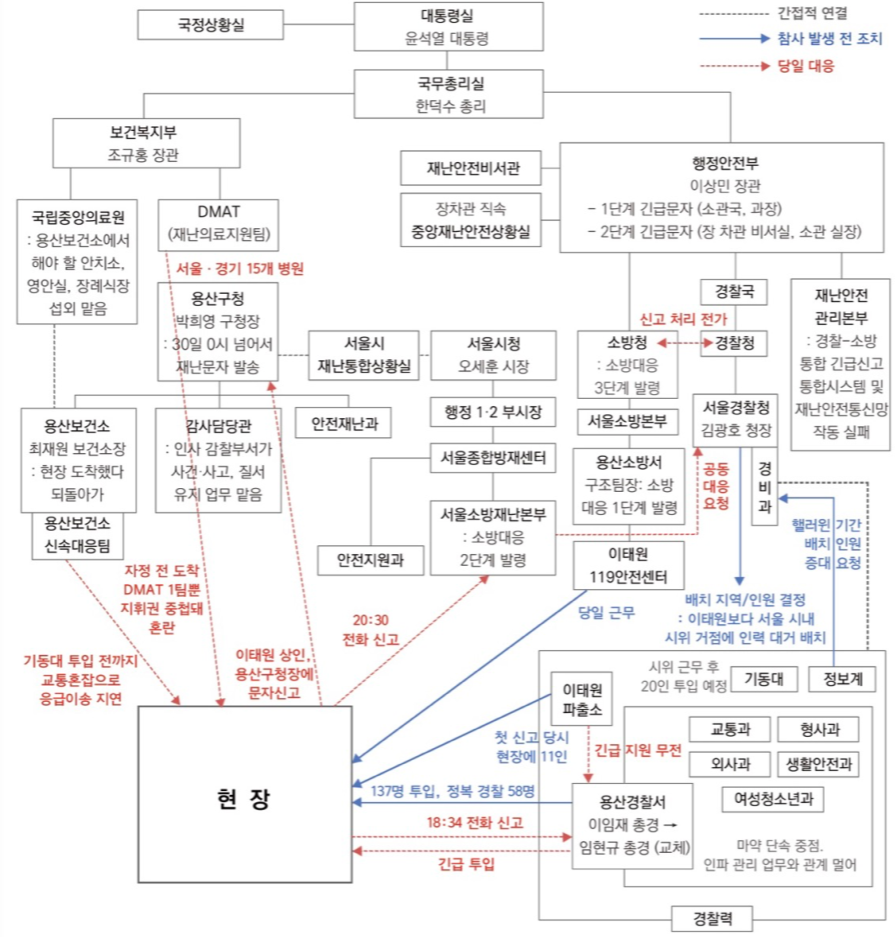 국정상황실
대통령실
윤석열 대통령
간접적 연결
참사 발생 전 조치
당일 대응
국무총리실
한덕수 총리
보건복지부
조규홍 장관
재난안전비서관
장차관 직속
중앙재난안전상황실
행정안전부
이상민 장관
- 1단계 긴급문자 (소관국, 과장)
- 2단계 긴급문자 (장 차관 비서실, 소관 실장)
국립중앙의료원
: 용산보건소에서
해야 할 안치소,
영안실, 장례식장
섭외 맡음
DMAT
(재난의료지원팀)
서울 · 경기 15개 병원
용산구청
박희영 구청장
: 30일 0시 넘어서
재난문자 발송
서울시
재난통합상황실
서울시청
오세훈 시장
행정 1·2 부시장
서울종합방재센터
서울소방재난본부
: 소방대응
2단계 발령
안전지원과
소방청
: 소방대응
3단계 발령
신고 처리 전가
경찰국
경찰청
재난안전
관리본부
: 경찰-소방
통합 긴급신고
통합시스템 및
재난안전통신망
작동 실패
서울소방본부
용산소방서
구조팀장: 소방
대응 1단계 발령
이태원
119안전센터
서울경찰청
김광호 청장
경비과
공동
대응
요청
용산보건소
최재원 보건소장
: 현장 도착했다
되돌아가
용산보건소
신속대응팀
감사담당관
: 인사 감찰부서가
사건·사고, 질서
유지 업무 맡음
안전재난과
핼러윈 기간
배치 인원
증대 요청
배치 지역/인원 결정
: 이태원보다 서울 시내
시위 거점에 인력 대거 배치
당일 근무
자정 전 도착
DMAT 1팀뿐
지휘권 중첩돼
혼란
20:30
전화 신고
기동대 투입 전까지
교통혼잡으로
응급이송 지연
이태원 상인,
용산구청장에
문자신고
시위 근무 후
20인 투입 예정
기동대
정보계
이태원
파출소
첫 신고 당시
현장에 11인
긴급 지원 무전
교통과
형사과
외사과
생활안전과
여성청소년과
마약 단속 중점.
인파 관리 업무와 관계 멀어
현 장
137명 투입, 정복 경찰 58명
18:34 전화 신고
긴급 투입
용산경찰서
이임재 총경 →
임현규 총경 (교체)
경찰력